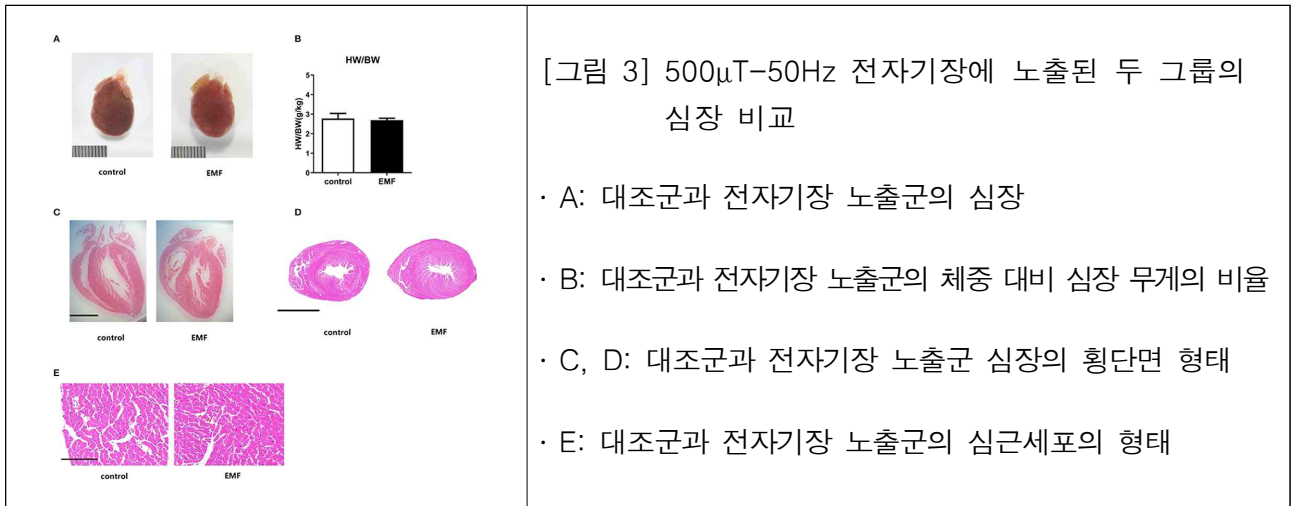 A
control
EMF
B
HW/BW
HW/BW(g/kg)
5
4
3
2
1
0
control
EMF
C
control
EMF
D
control
EMF
E
control
EMF
[그림 3] 500μT-50Hz 전자기장에 노출된 두 그룹의
심장 비교
· A: 대조군과 전자기장 노출군의 심장
· B: 대조군과 전자기장 노출군의 체중 대비 심장 무게의 비율
· C, D: 대조군과 전자기장 노출군 심장의 횡단면 형태
· E: 대조군과 전자기장 노출군의 심근세포의 형태